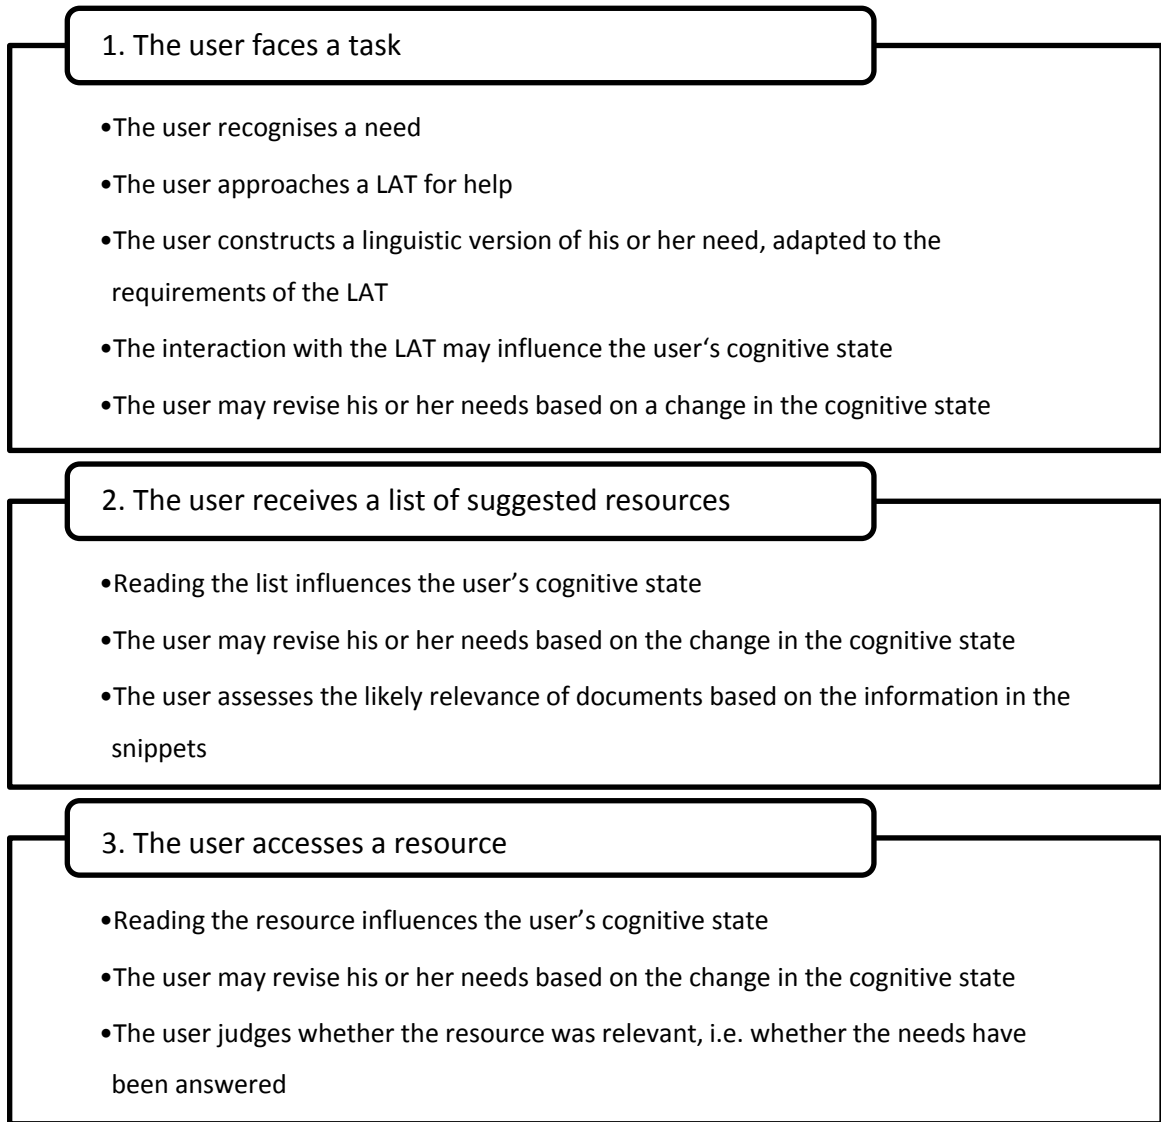 1. The user faces a task
•The user recognises a need
•The user approaches a LAT for help
•The user constructs a linguistic version of his or her need, adapted to the
requirements of the LAT
•The interaction with the LAT may influence the user‘s cognitive state
•The user may revise his or her needs based on a change in the cognitive state
2. The user receives a list of suggested resources
•Reading the list influences the user’s cognitive state
•The user may revise his or her needs based on the change in the cognitive state
•The user assesses the likely relevance of documents based on the information in the
snippets
3. The user accesses a resource
•Reading the resource influences the user’s cognitive state
•The user may revise his or her needs based on the change in the cognitive state
•The user judges whether the resource was relevant, i.e. whether the needs have
been answered